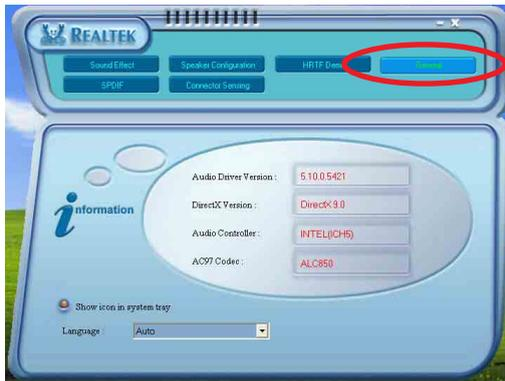 REALTEK
Sound Effect
Speaker Configuration
HRTF Demo
General
SPDIF
Connector Sensing
information
Audio Driver Version :
5.10.0.5421
DirectX Version :
DirectX 9.0
Audio Controller :
INTEL(ICH5)
AC97 Codec :
ALC850
Show icon in system tray
Language :
Auto